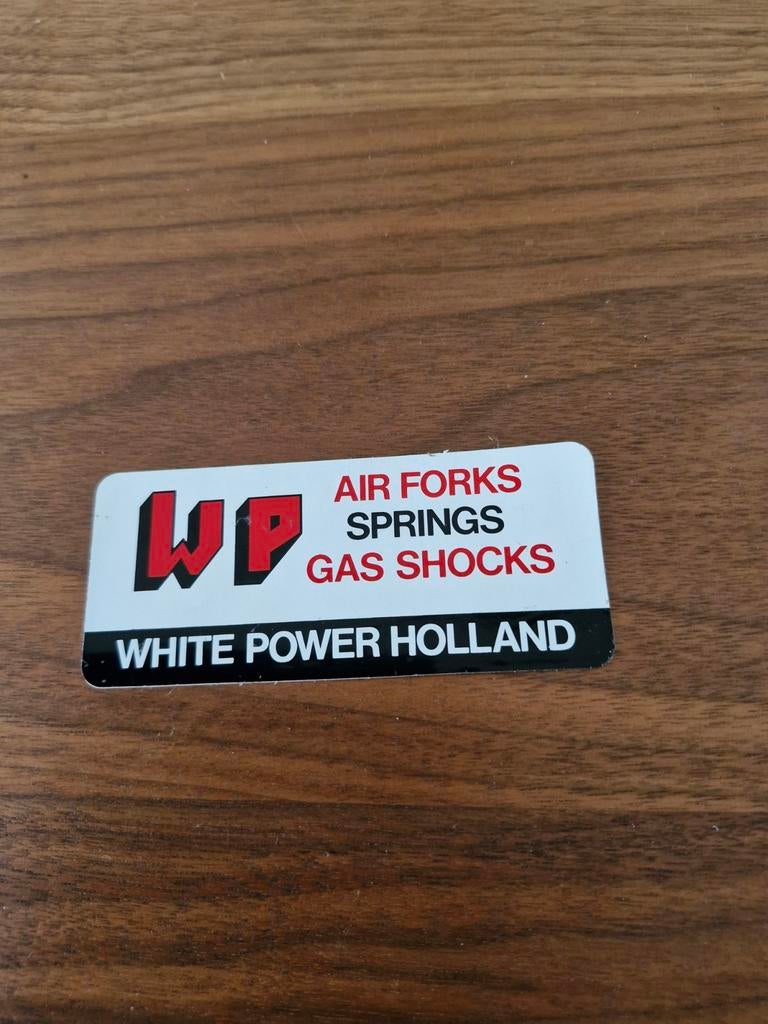 WP
AIR FORKS
SPRINGS
GAS SHOCKS
WHITE POWER HOLLAND